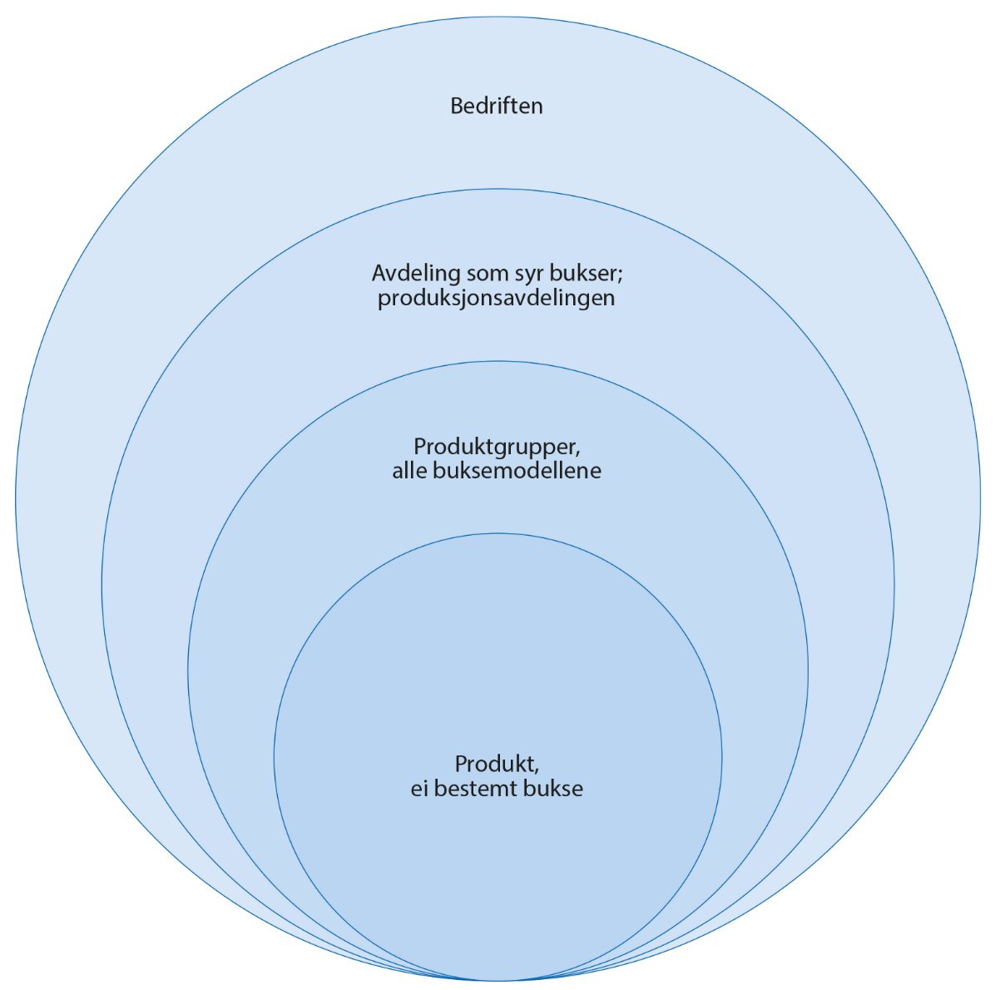 Bedriften
Avdeling som syr bukser;
produksjonsavdelingen
Produktgrupper,
alle buksemodellene
Produkt,
ei bestemt bukse